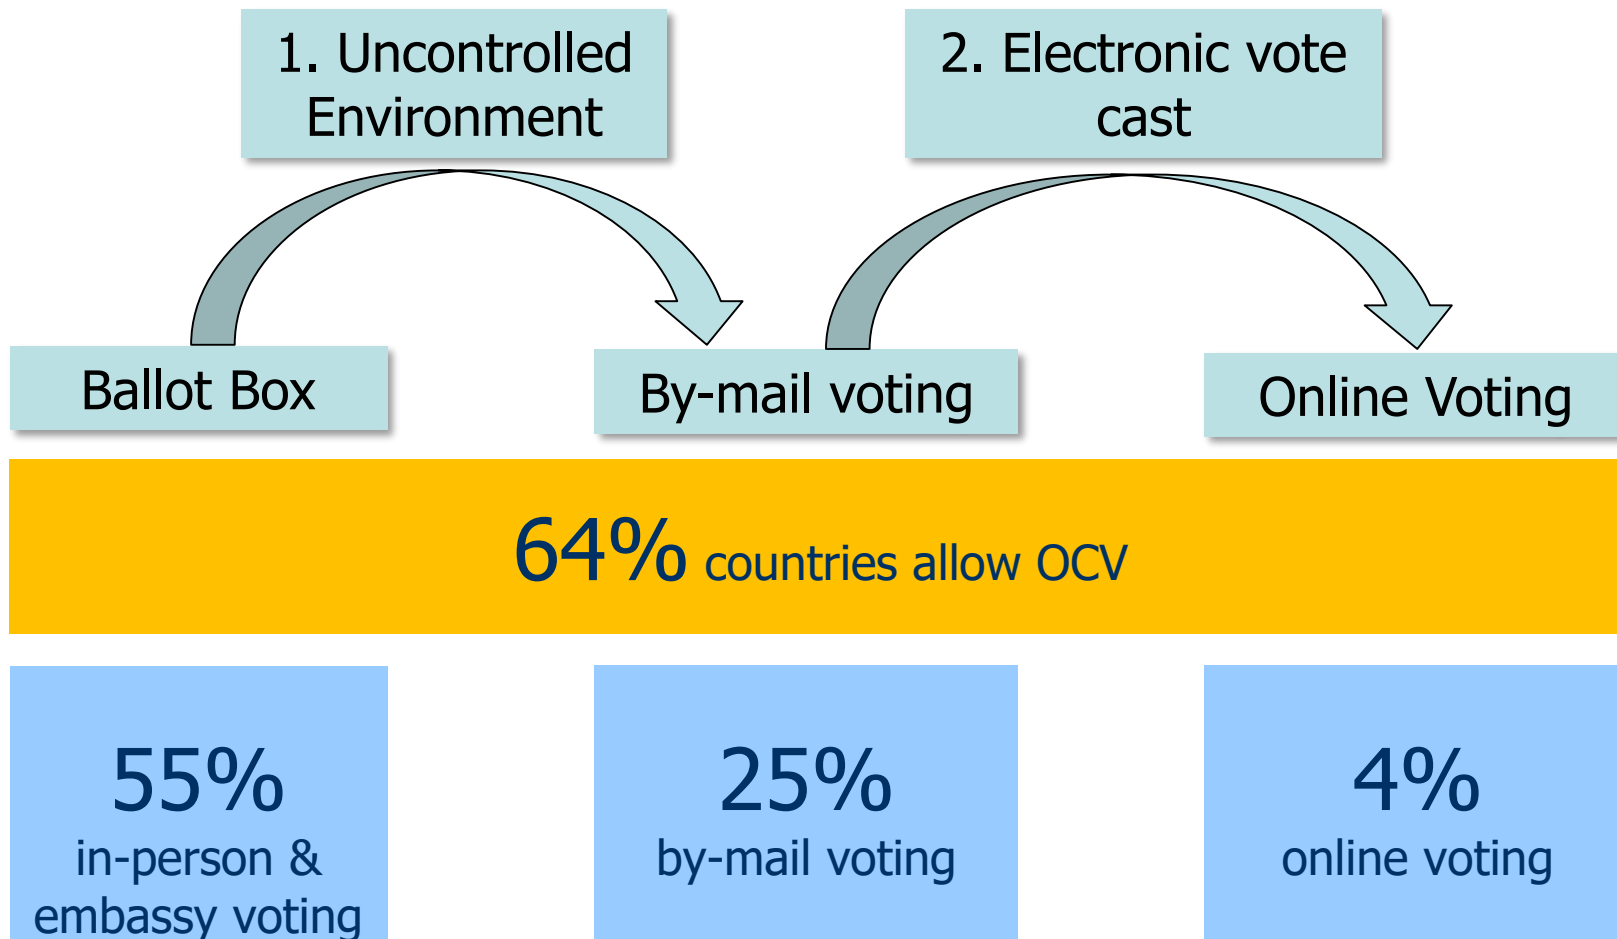 1. Uncontrolled
Environment
2. Electronic vote
cast
Ballot Box
By-mail voting
Online Voting
64% countries allow OCV
55%
in-person &
embassy voting
25%
by-mail voting
4%
online voting